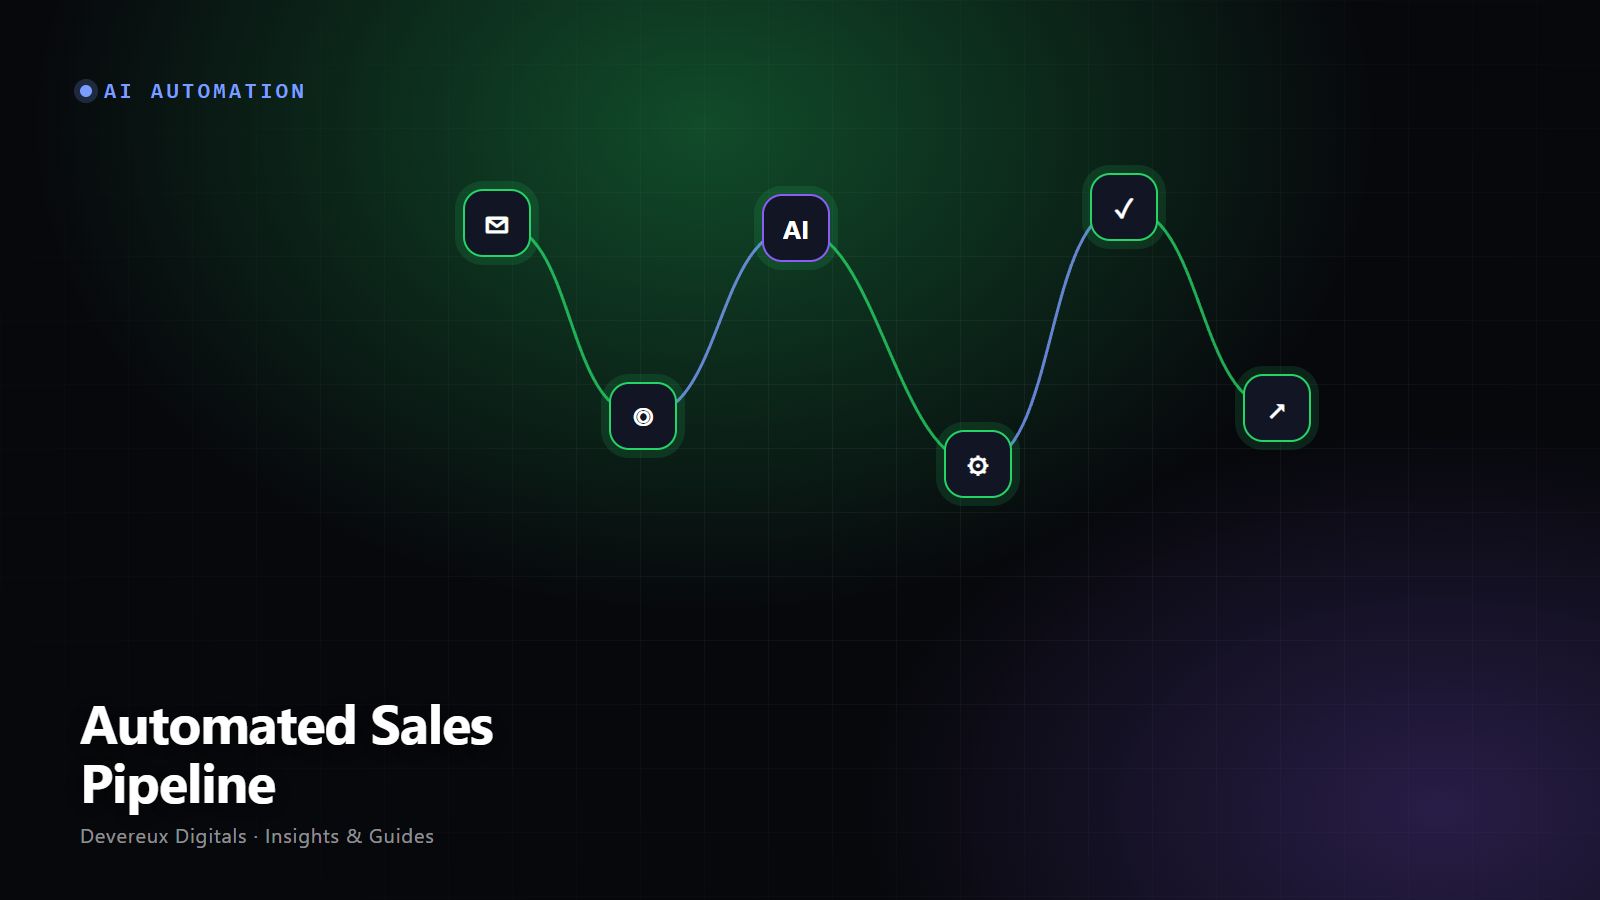 AI AUTOMATION
AI
Automated Sales
Pipeline
Devereux Digitals · Insights & Guides